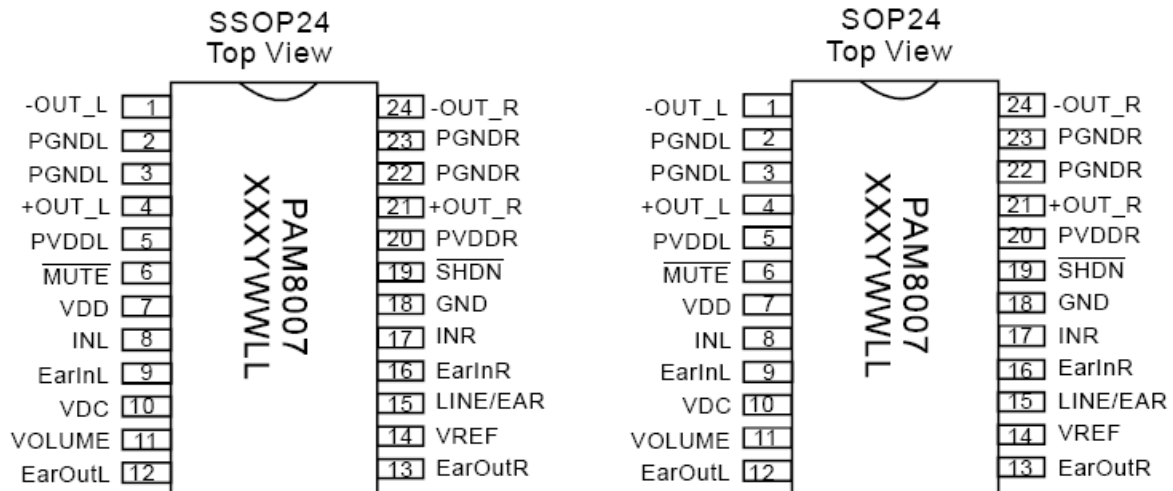 SSOP24
Top View
-OUT_L 1
PGNDL 2
PGNDL 3
+OUT_L 4
PVDDL 5
MUTE 6
VDD 7
INL 8
EarInL 9
VDC 10
VOLUME 11
EarOutL 12
24 -OUT_R
23 PGNDR
22 PGNDR
21 +OUT_R
20 PVDDR
19 SHDN
18 GND
17 INR
16 EarInR
15 LINE/EAR
14 VREF
13 EarOutR
PAM8007
XXXYWWLL
SOP24
Top View
-OUT_L 1
PGNDL 2
PGNDL 3
+OUT_L 4
PVDDL 5
MUTE 6
VDD 7
INL 8
EarInL 9
VDC 10
VOLUME 11
EarOutL 12
24 -OUT_R
23 PGNDR
22 PGNDR
21 +OUT_R
20 PVDDR
19 SHDN
18 GND
17 INR
16 EarInR
15 LINE/EAR
14 VREF
13 EarOutR
PAM8007
XXXYWWLL